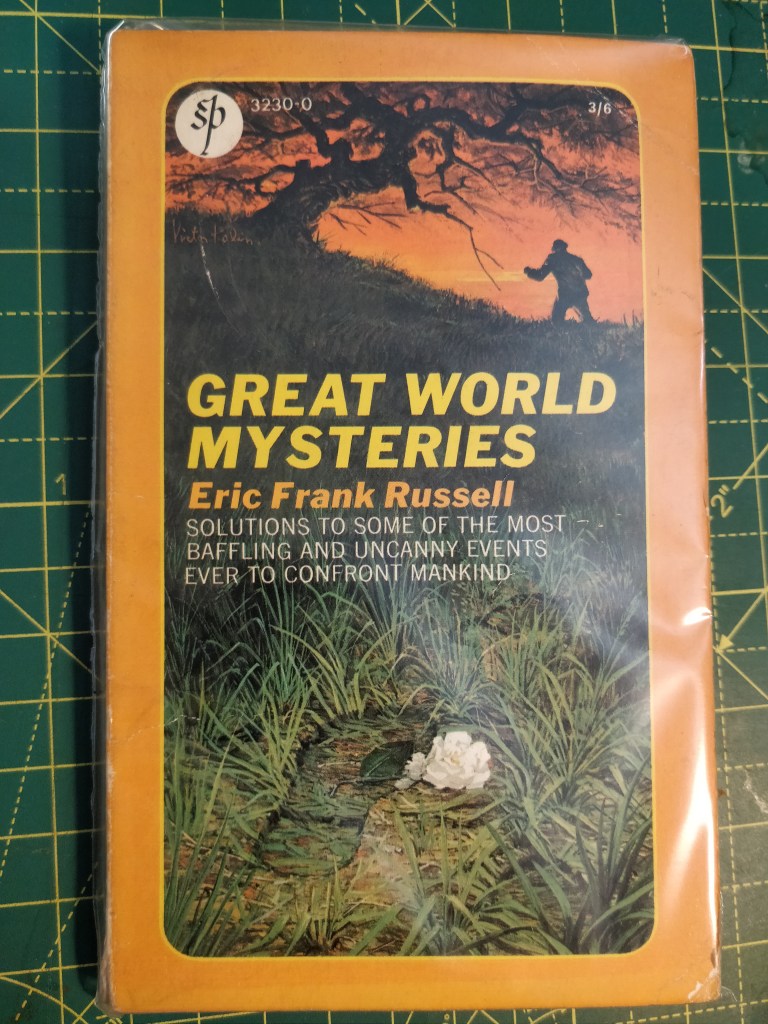 sp
3230-0
3/6
GREAT WORLD
MYSTERIES
Eric Frank Russell
SOLUTIONS TO SOME OF THE MOST
BAFFLING AND UNCANNY EVENTS
EVER TO CONFRONT MANKIND
1
2"